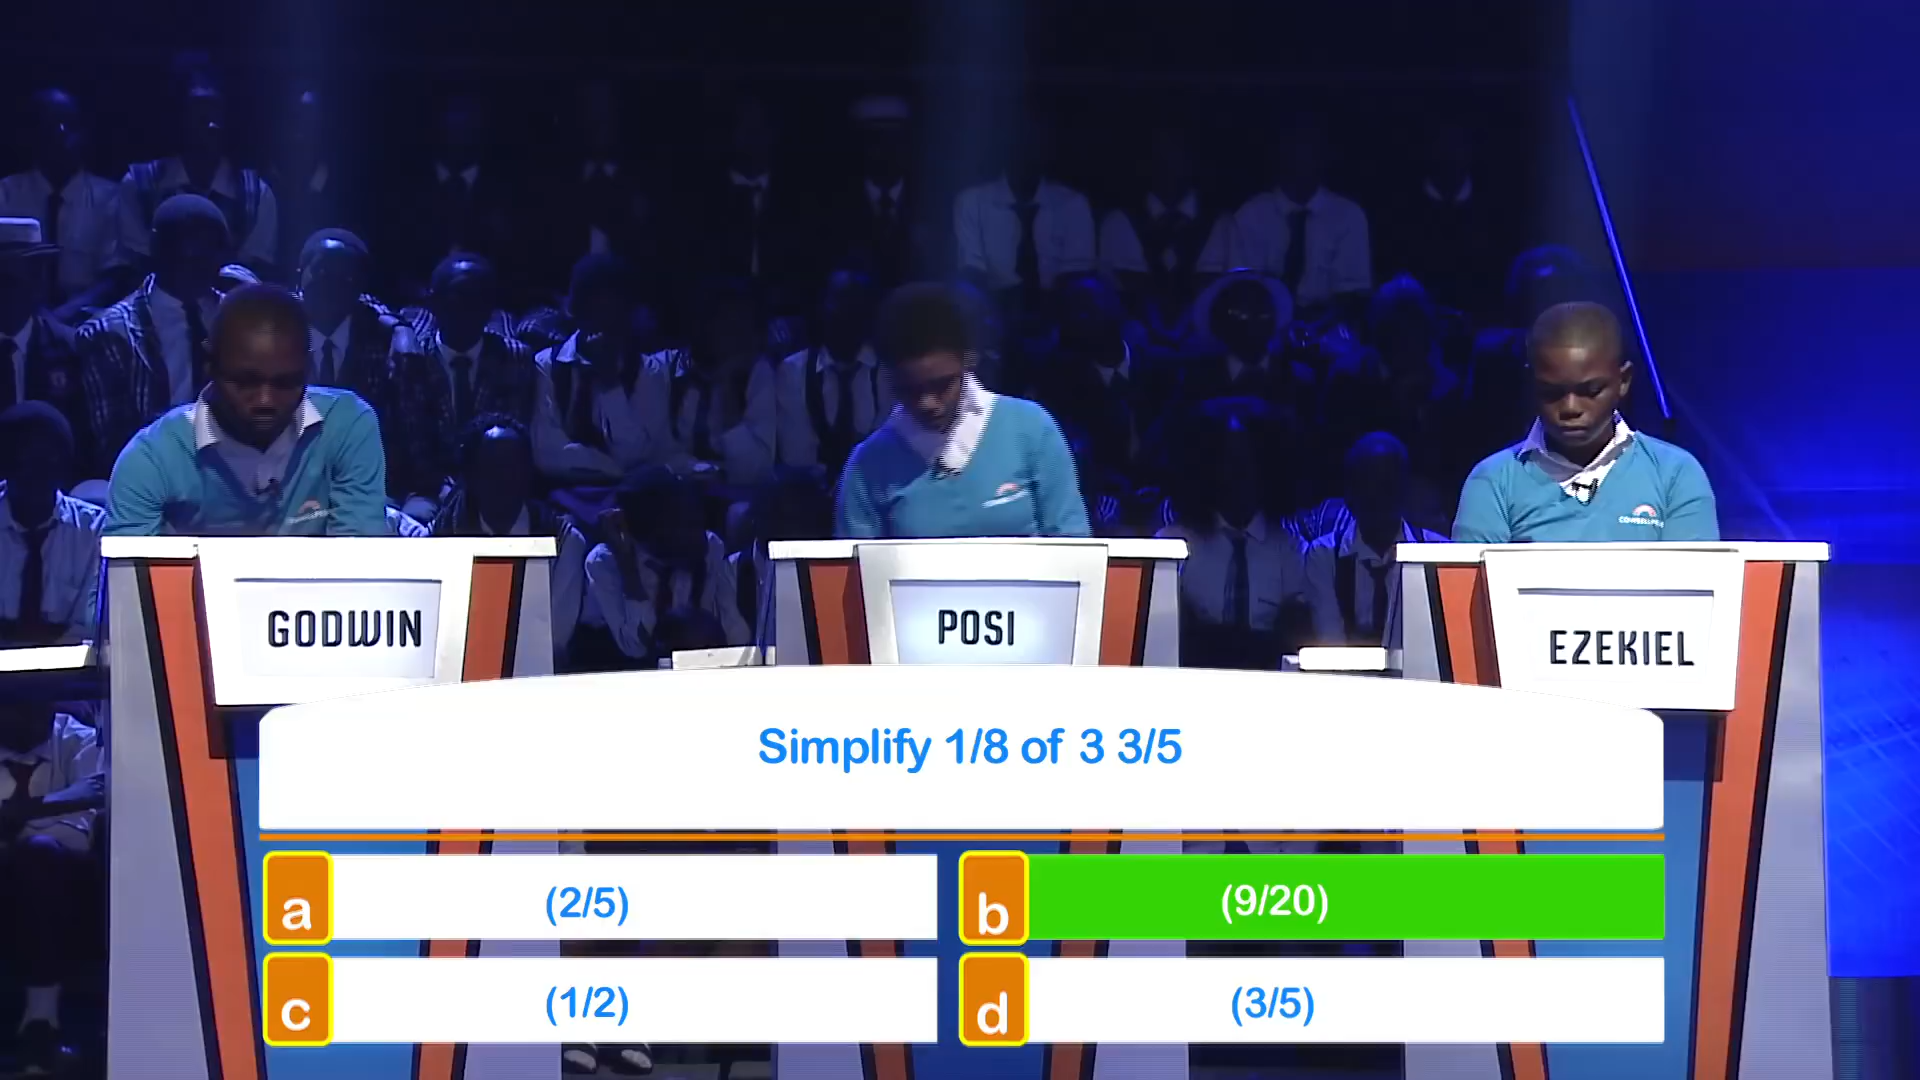 GODWIN
POSI
EZEKIEL
Simplify 1/8 of 3 3/5
a (2/5)
b (9/20)
c (1/2)
d (3/5)